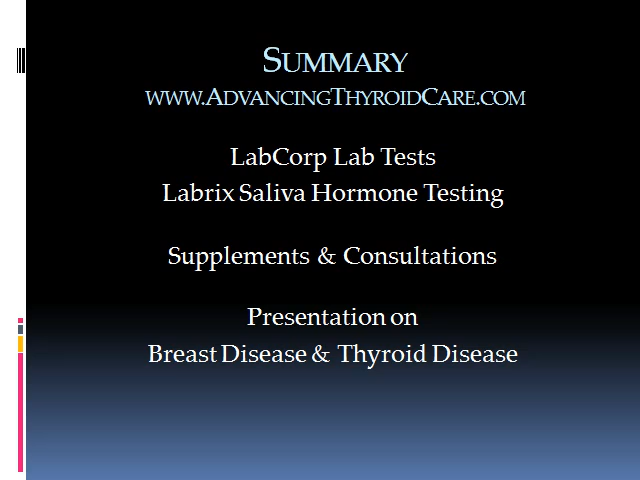 SUMMARY
WWW.ADVANCINGTHYROIDCARE.COM
LabCorp Lab Tests
Labrix Saliva Hormone Testing
Supplements & Consultations
Presentation on
Breast Disease & Thyroid Disease